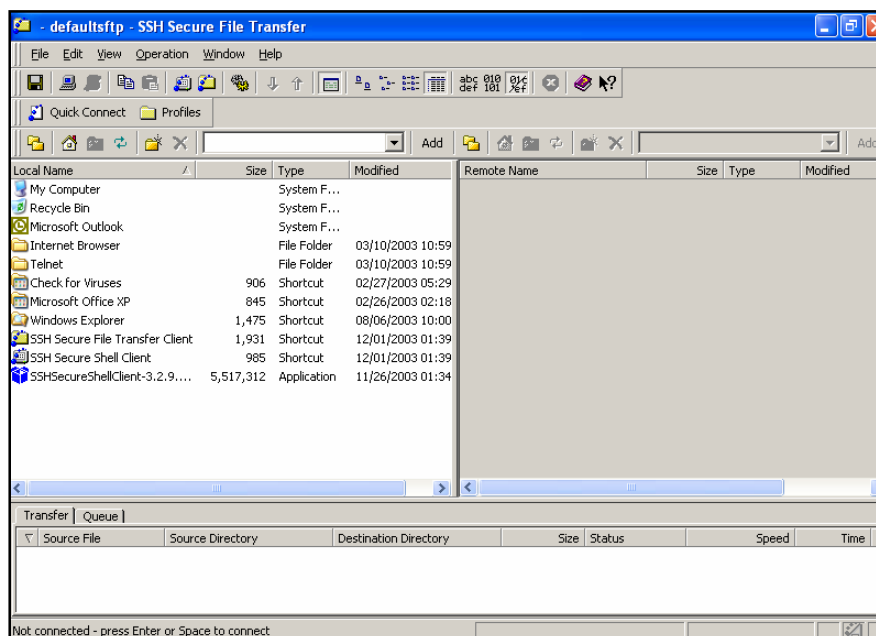 - defaultsftp - SSH Secure File Transfer
File Edit View Operation Window Help
abc def 010 101
Quick Connect Profiles
Add Add
Local Name Size Type Modified Remote Name Size Type Modified
My Computer System F...
Recycle Bin System F...
Microsoft Outlook System F...
Internet Browser File Folder 03/10/2003 10:59
Telnet File Folder 03/10/2003 10:59
Check for Viruses 906 Shortcut 02/27/2003 05:29
Microsoft Office XP 845 Shortcut 02/26/2003 02:18
Windows Explorer 1,475 Shortcut 08/06/2003 10:00
SSH Secure File Transfer Client 1,931 Shortcut 12/01/2003 01:39
SSH Secure Shell Client 985 Shortcut 12/01/2003 01:39
SSHSecureShellClient-3.2.9.... 5,517,312 Application 11/26/2003 01:34
Transfer Queue
Source File Source Directory Destination Directory Size Status Speed Time
Not connected - press Enter or Space to connect